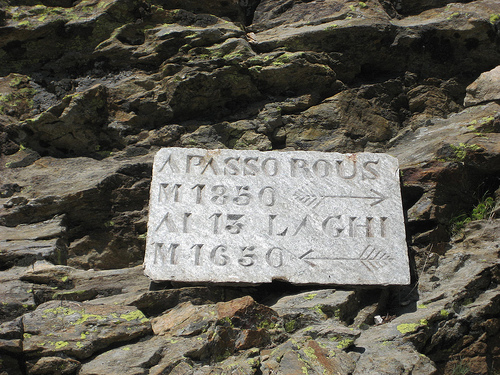 A PASSO ROUS
M 1850
AI 13 LAGHI
M 1650